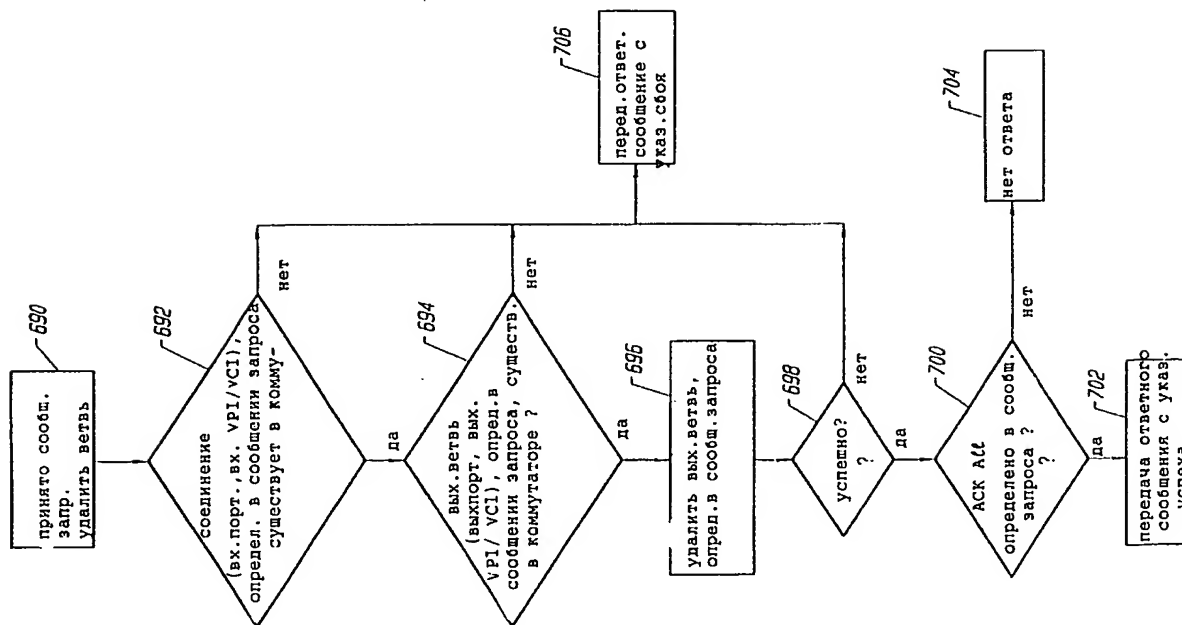 690
принято сообщ.
запр.
удалить ветвь
692
соединение
(вх.порт.,вх. VPI/VCI),
определ. в сообщении запроса
существует в комму-
нет
да
694
вых.ветвь
(выхпорт, вых.
VPI/ VCI), опред.в
сообщении запроса, существ.
в коммутаторе ?
нет
да
696
удалить вых.ветвь,
опред.в сообщ.запроса
698
успешно?
?
нет
да
700
ACK All
определено в сообщ.
запроса ?
?
нет
да
702
передача ответного
сообщения с указ.
успеха
704
нет ответа
706
перед.ответ.
сообщение с
указ.сбоя